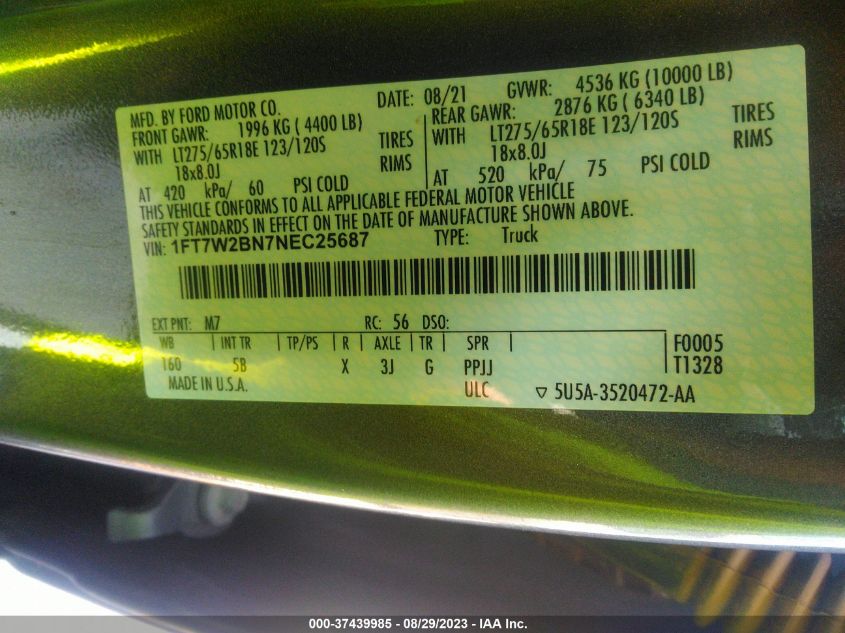 MFD. BY FORD MOTOR CO. DATE: 08/21 GVWR: 4536 KG (10000 LB)
FRONT GAWR: 1996 KG ( 4400 LB) REAR GAWR: 2876 KG ( 6340 LB)
WITH LT275/65R18E 123/120S TIRES WITH LT275/65R18E 123/120S TIRES
18x8.0J RIMS 18x8.0J RIMS
AT 420 kPa/ 60 PSI COLD AT 520 kPa/ 75 PSI COLD
THIS VEHICLE CONFORMS TO ALL APPLICABLE FEDERAL MOTOR VEHICLE
SAFETY STANDARDS IN EFFECT ON THE DATE OF MANUFACTURE SHOWN ABOVE.
VIN: 1FT7W2BN7NEC25687 TYPE: Truck
EXT PNT: M7 RC: 56 DSO:
WB INT TR TP/PS R AXLE TR SPR F0005
160 5B X 3J G PPJJ T1328
MADE IN U.S.A. ULC ▽ 5U5A-3520472-AA
000-37439985 - 08/29/2023 - IAA Inc.